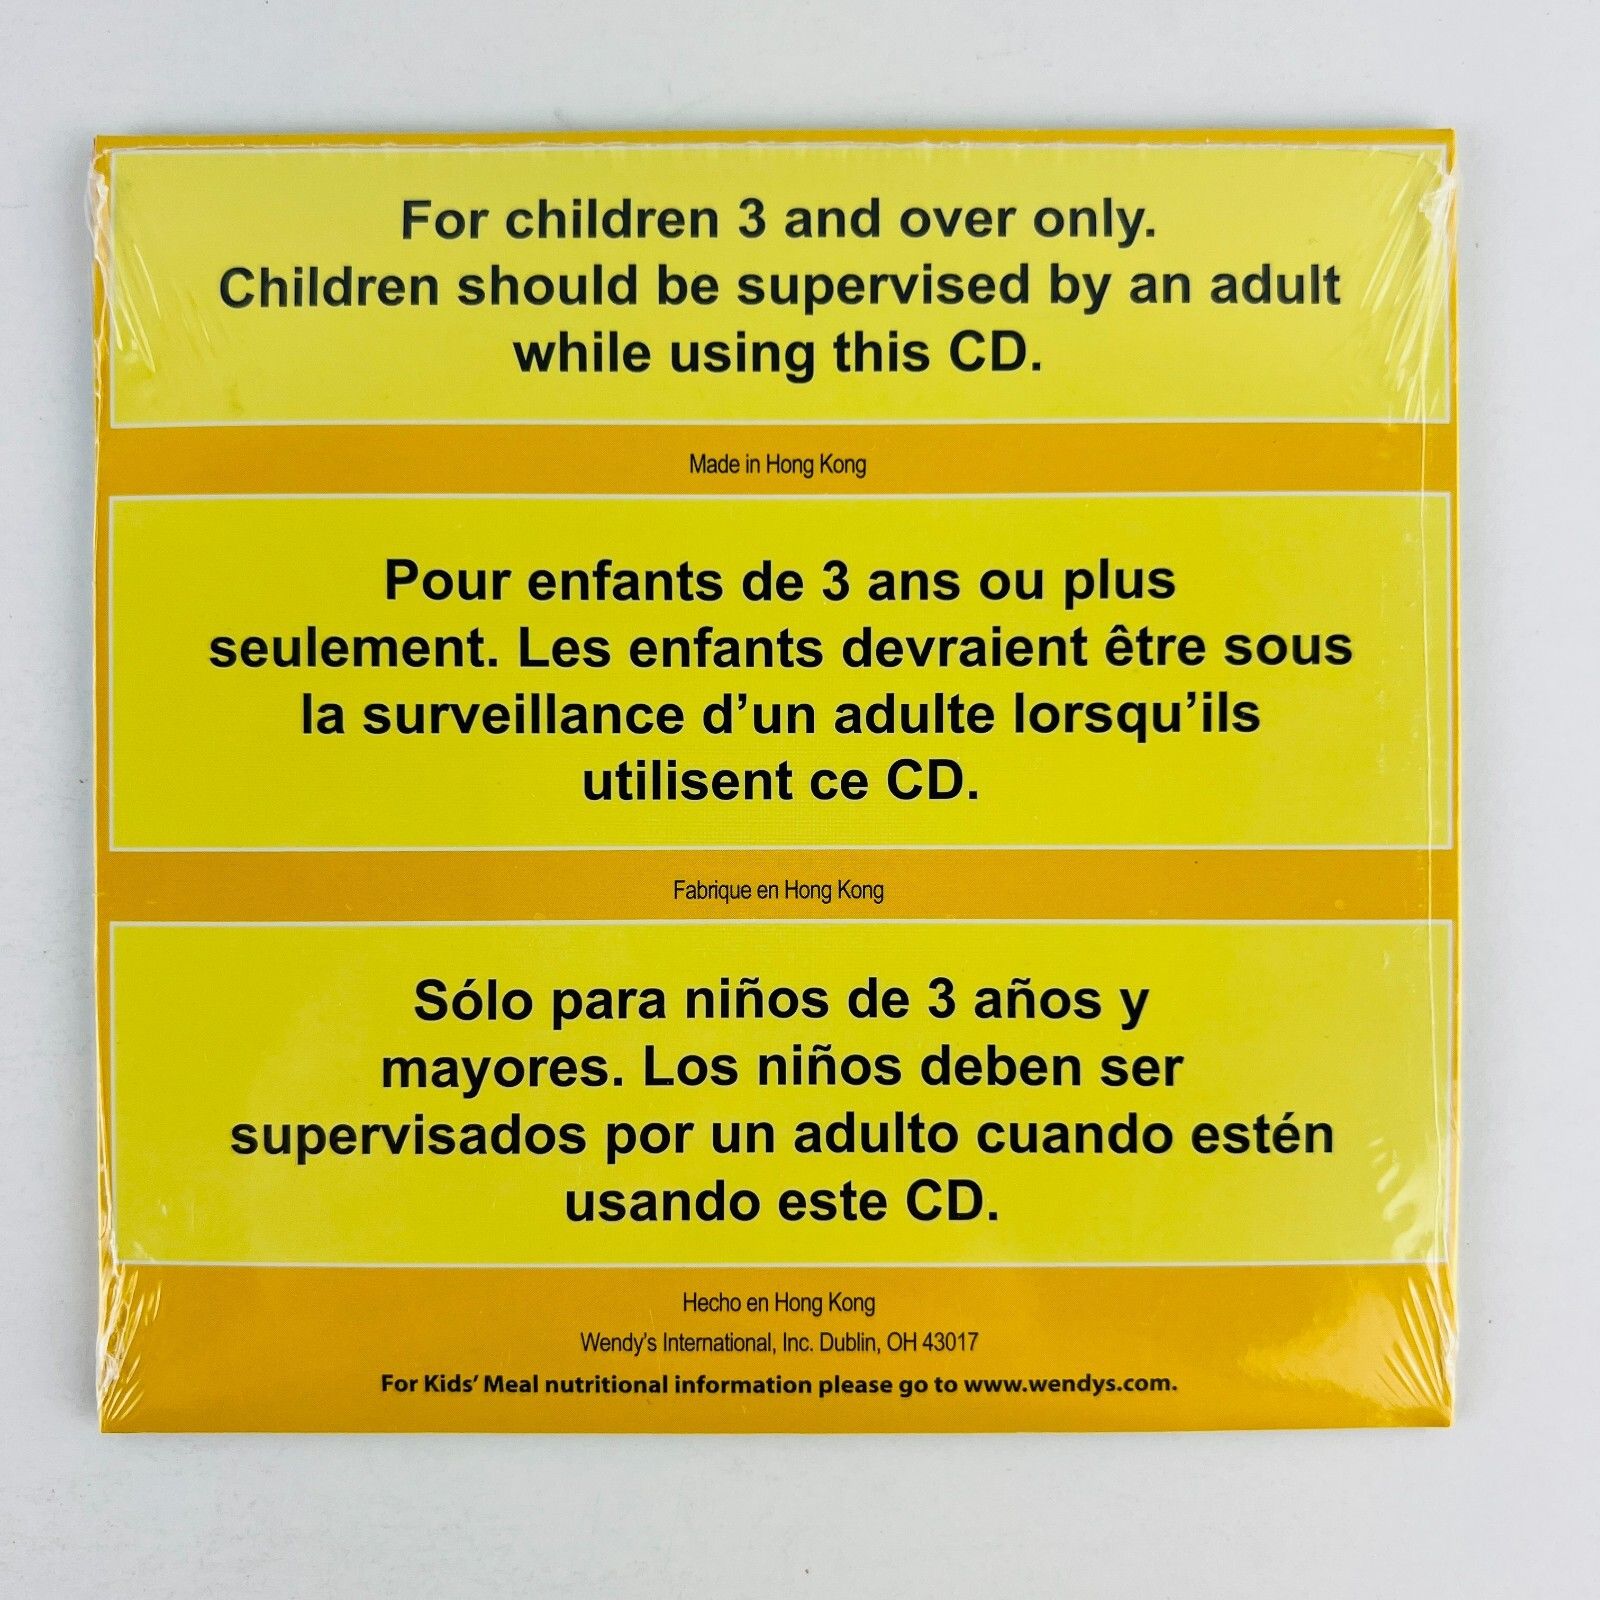 For children 3 and over only.
Children should be supervised by an adult
while using this CD.
Made in Hong Kong
Pour enfants de 3 ans ou plus
seulement. Les enfants devraient être sous
la surveillance d’un adulte lorsqu’ils
utilisent ce CD.
Fabrique en Hong Kong
Sólo para niños de 3 años y
mayores. Los niños deben ser
supervisados por un adulto cuando estén
usando este CD.
Hecho en Hong Kong
Wendy's International, Inc. Dublin, OH 43017
For Kids’ Meal nutritional information please go to www.wendys.com.